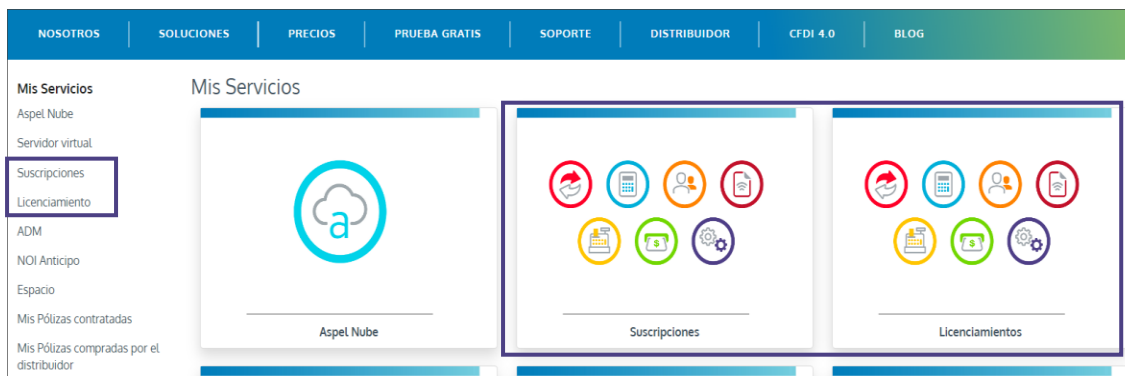 NOSOTROS SOLUCIONES PRECIOS PRUEBA GRATIS SOPORTE DISTRIBUIDOR CFDI 4.0 BLOG
Mis Servicios
Aspel Nube
Servidor virtual
Suscripciones
Licenciamiento
ADM
NOI Anticipo
Espacio
Mis Pólizas contratadas
Mis Pólizas compradas por el
distribuidor
Mis Servicios
a
Aspel Nube
$
Suscripciones
$
Licenciamientos